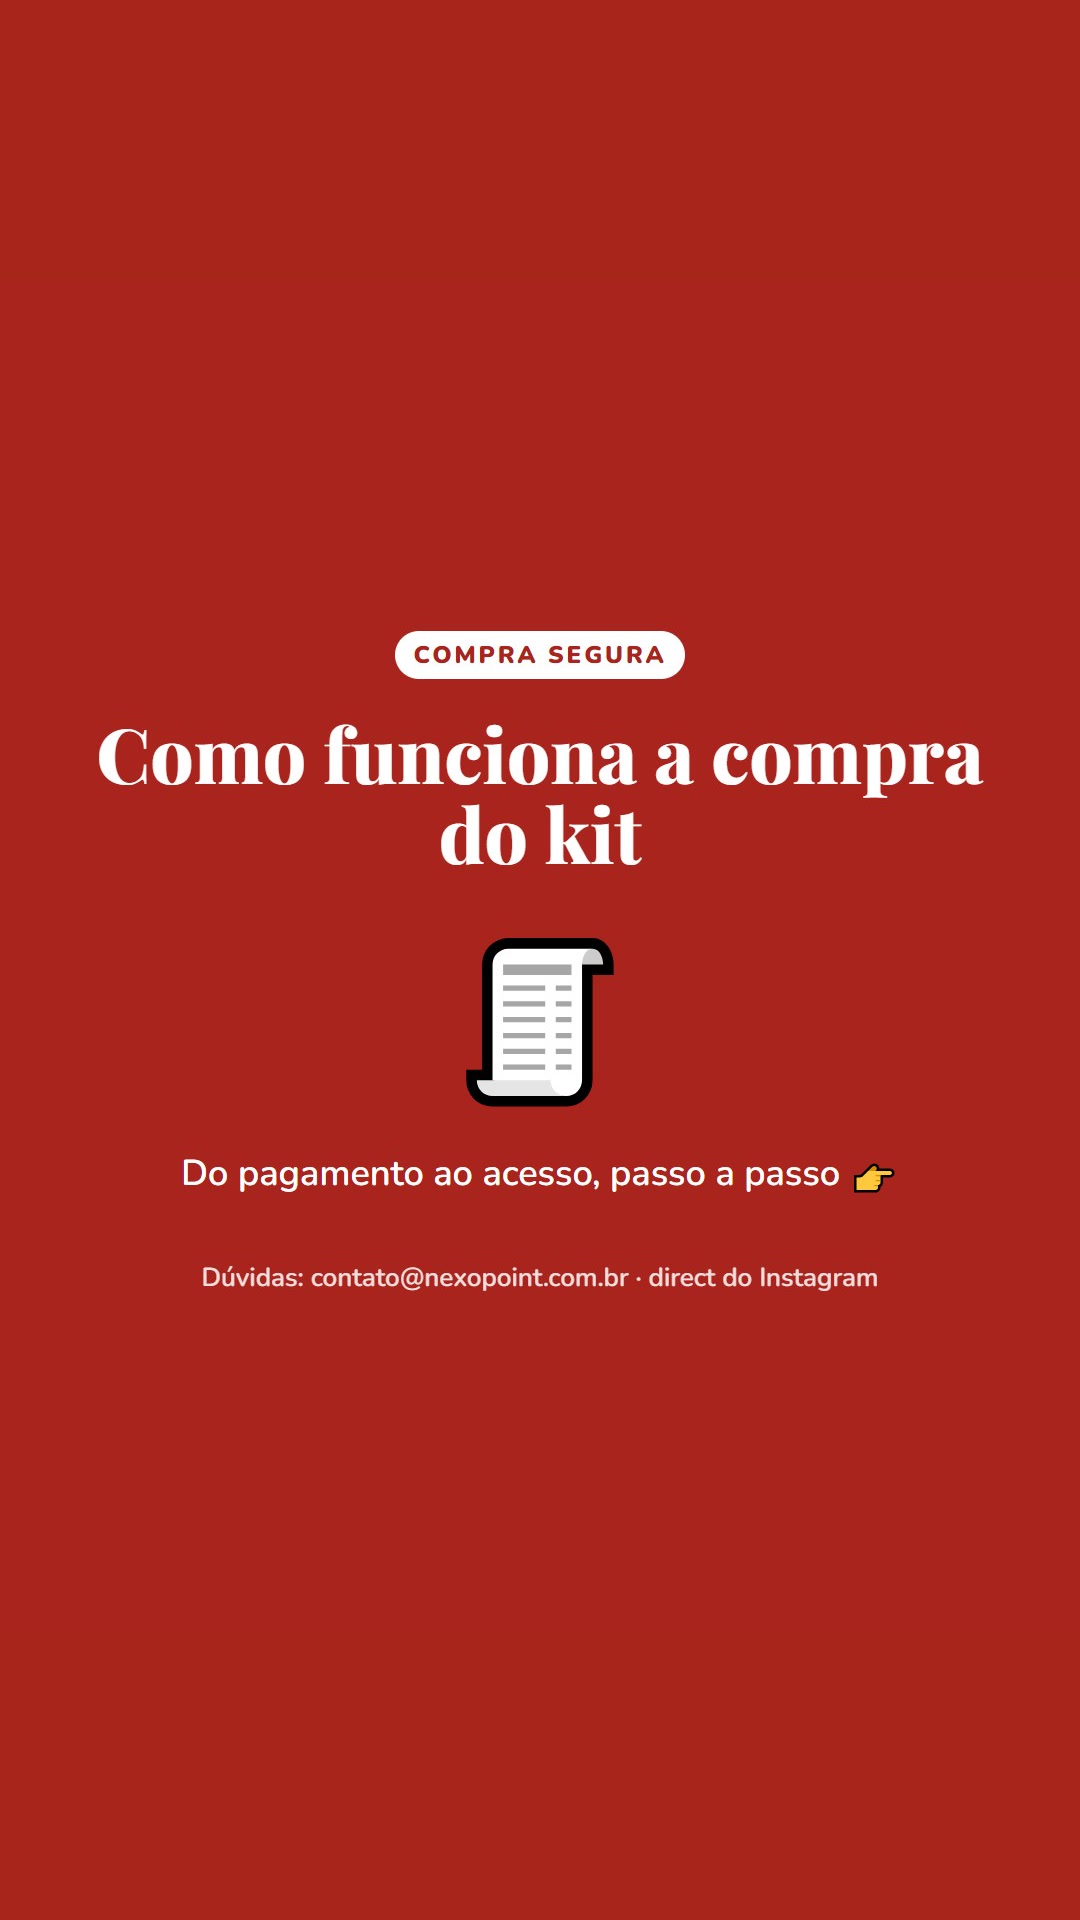 COMPRA SEGURA
Como funciona a compra
do kit
Do pagamento ao acesso, passo a passo 👉
Dúvidas: contato@nexopoint.com.br · direct do Instagram